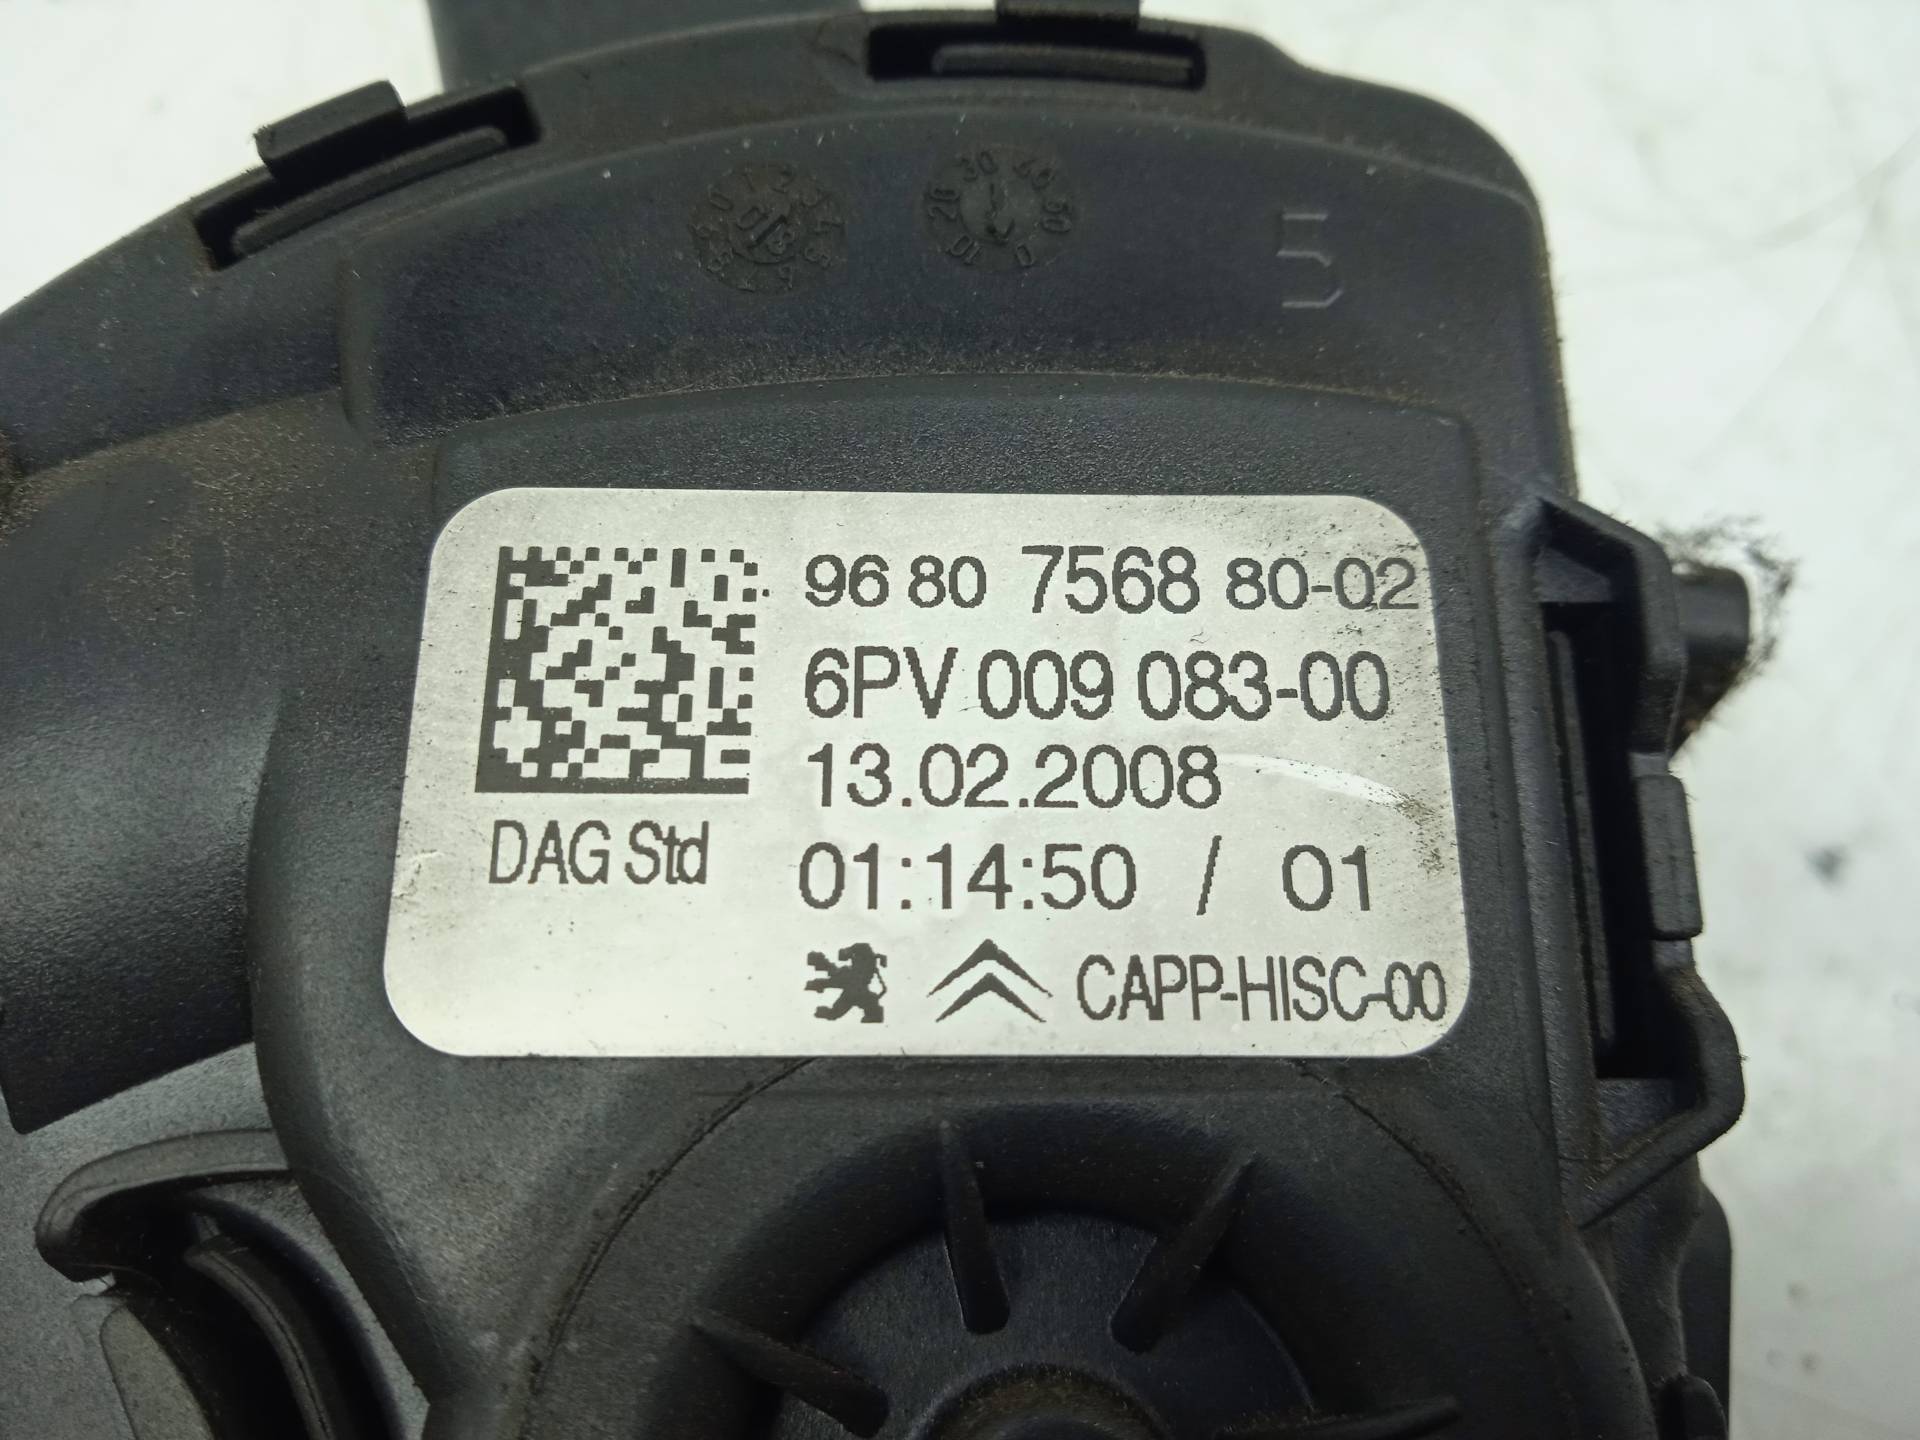 5
96 80 7568 80-02
6PV 009 083-00
13.02.2008
DAG Std
01:14:50 / 01
CAPP-HISC-00